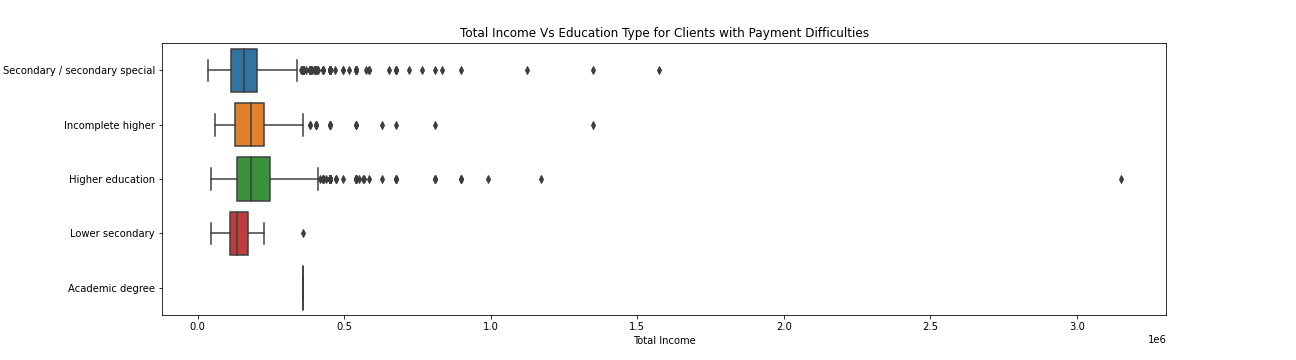 Total Income Vs Education Type for Clients with Payment Difficulties
Secondary / secondary special
Incomplete higher
Higher education
Lower secondary
Academic degree
0.0 0.5 1.0 1.5 2.0 2.5 3.0
1e6
Total Income